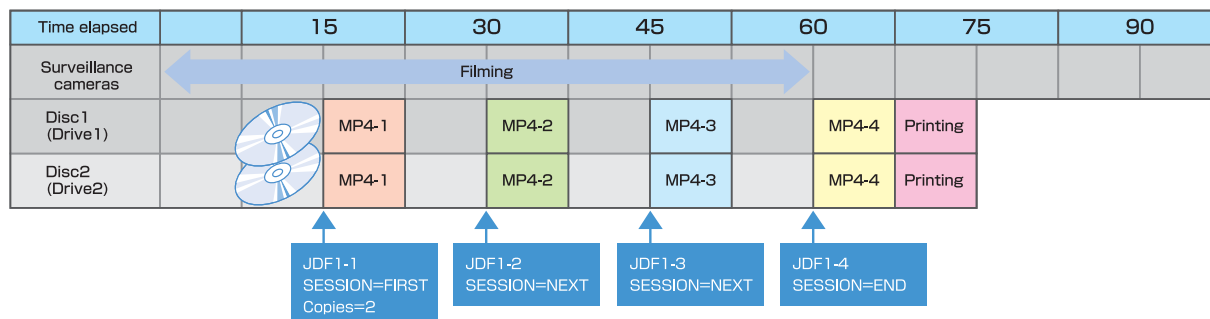 Time elapsed 15 30 45 60 75 90
Surveillance
cameras
Filming
Disc1
(Drive1)
MP4-1 MP4-2 MP4-3 MP4-4 Printing
Disc2
(Drive2)
MP4-1 MP4-2 MP4-3 MP4-4 Printing
JDF1-1
SESSION=FIRST
Copies=2
JDF1-2
SESSION=NEXT
JDF1-3
SESSION=NEXT
JDF1-4
SESSION=END